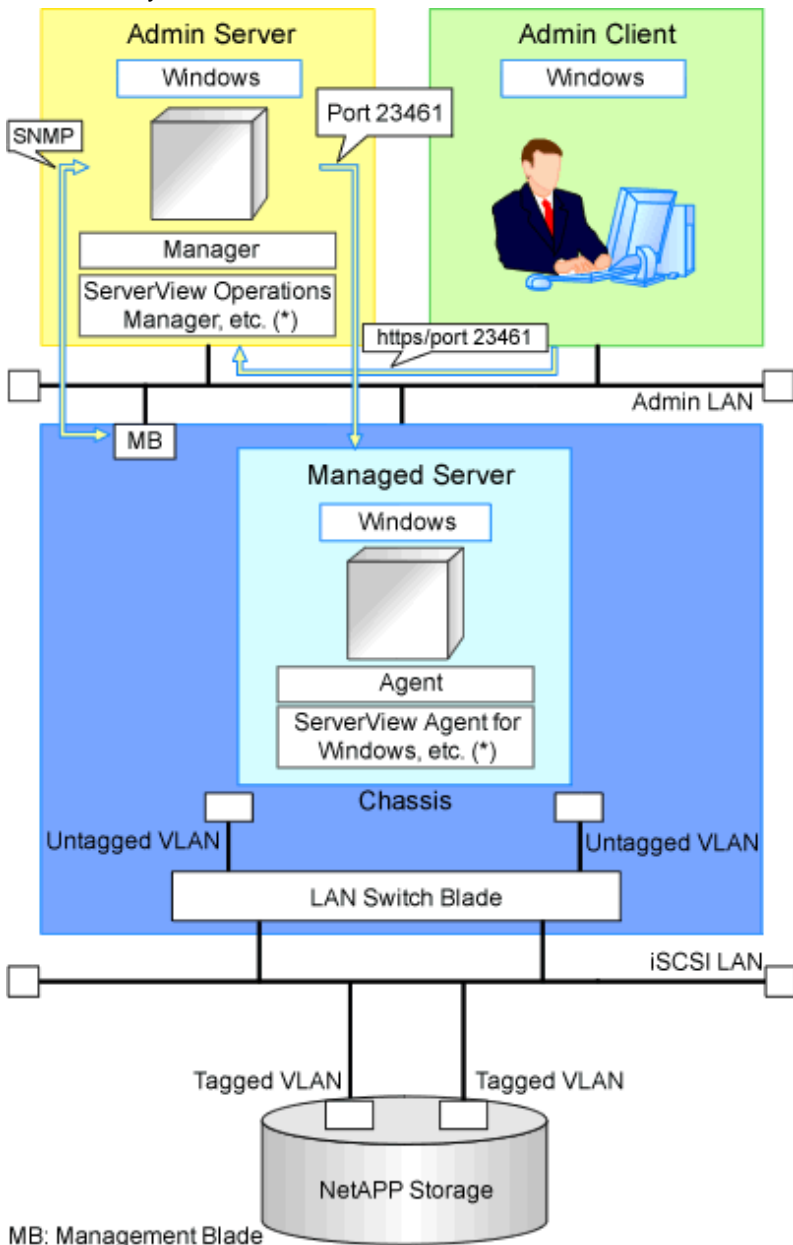 Admin Server
Admin Client
Windows
Windows
SNMP
Port 23461
Manager
ServerView Operations
Manager, etc. (*)
https/port 23461
Admin LAN
MB
Managed Server
Windows
Agent
ServerView Agent for
Windows, etc. (*)
Chassis
Untagged VLAN
Untagged VLAN
LAN Switch Blade
iSCSI LAN
Tagged VLAN
Tagged VLAN
NetAPP Storage
MB: Management Blade